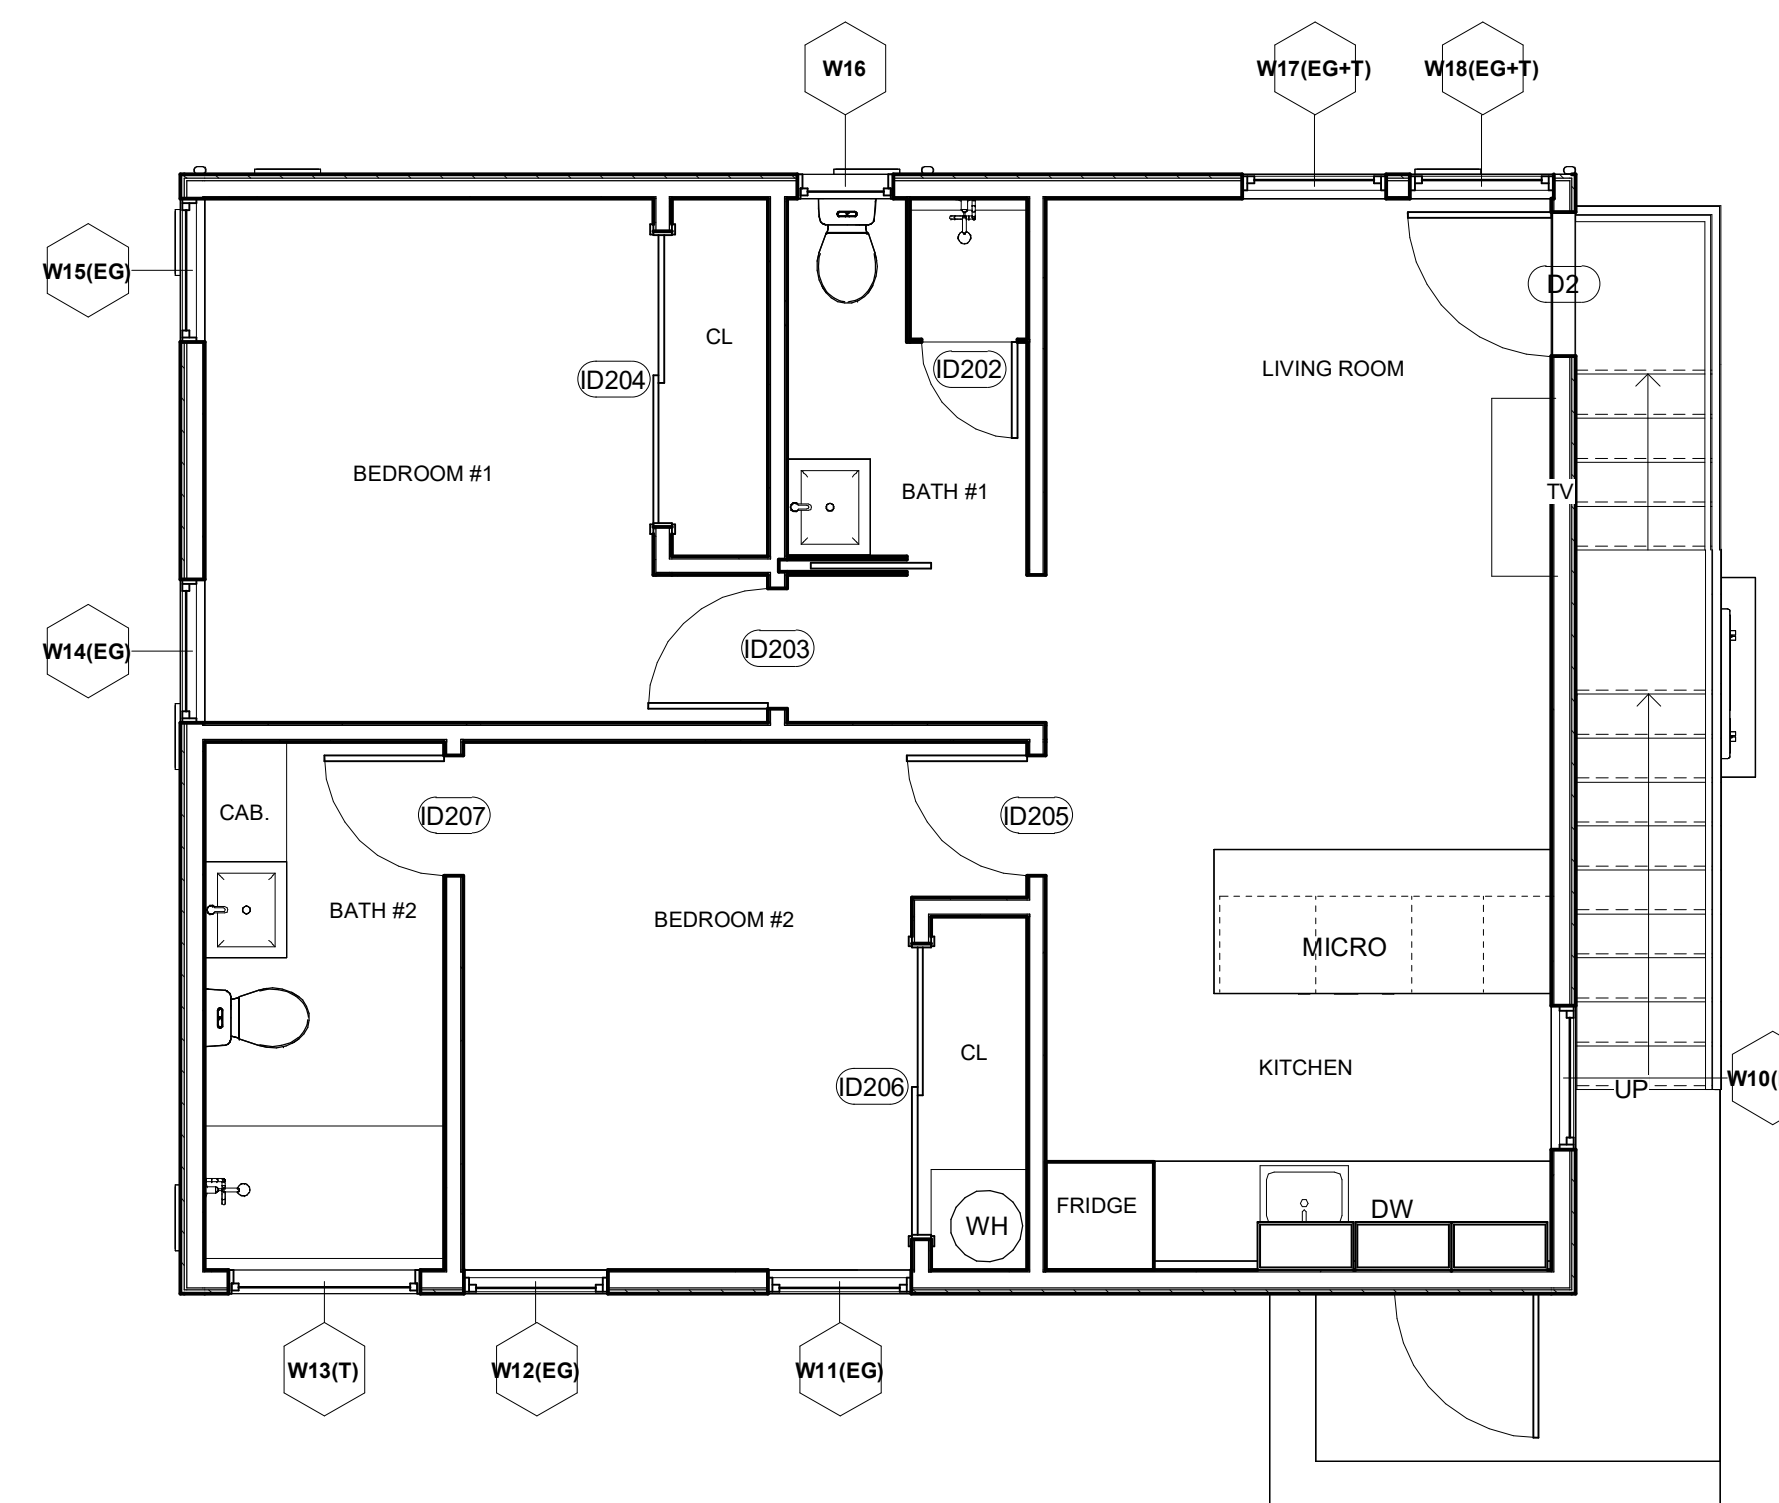 W16
W17(EG+T)
W18(EG+T)
W15(EG)
D2
CL
ID204
ID202
LIVING ROOM
BEDROOM #1
BATH #1
TV
W14(EG)
ID203
CAB.
ID207
ID205
BATH #2
BEDROOM #2
MICRO
CL
KITCHEN
ID206
UP
W10(
FRIDGE
DW
WH
W13(T)
W12(EG)
W11(EG)